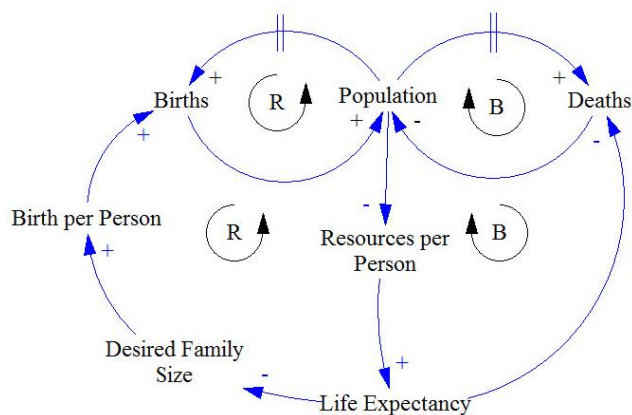 +
R
+
Births
Population
B
+
Deaths
+
-
-
+
Birth per Person
+
R
-
Resources per
Person
B
Desired Family
Size
-
+
Life Expectancy